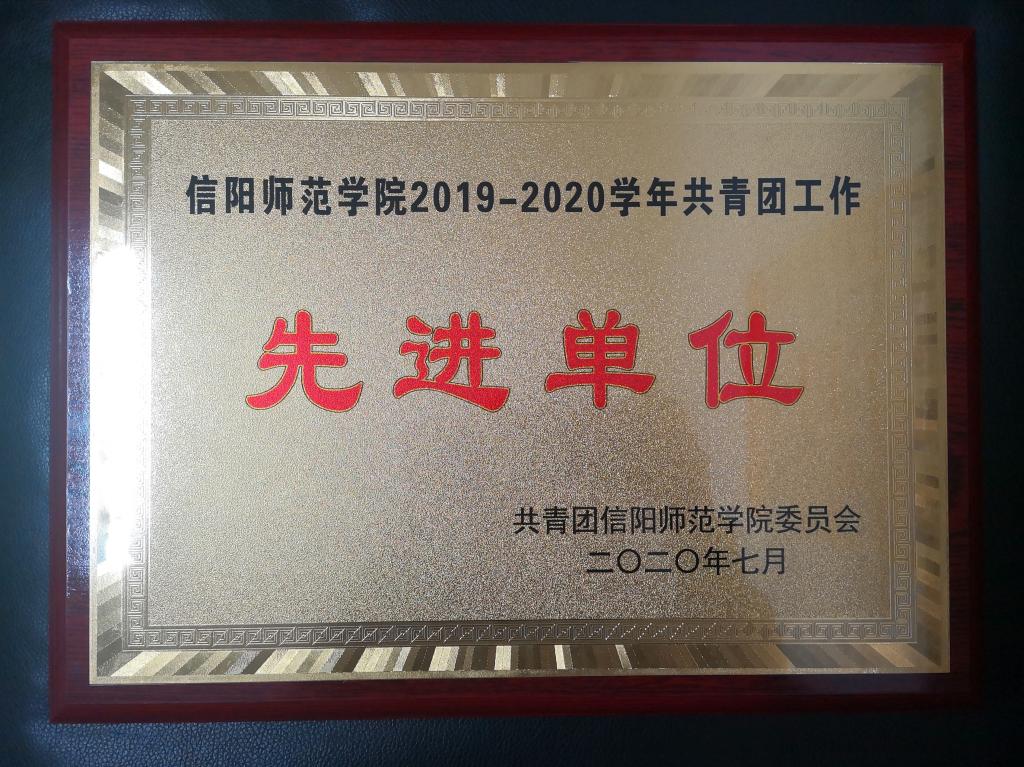 信阳师范学院2019-2020学年共青团工作
先进单位
共青团信阳师范学院委员会
二〇二〇年七月